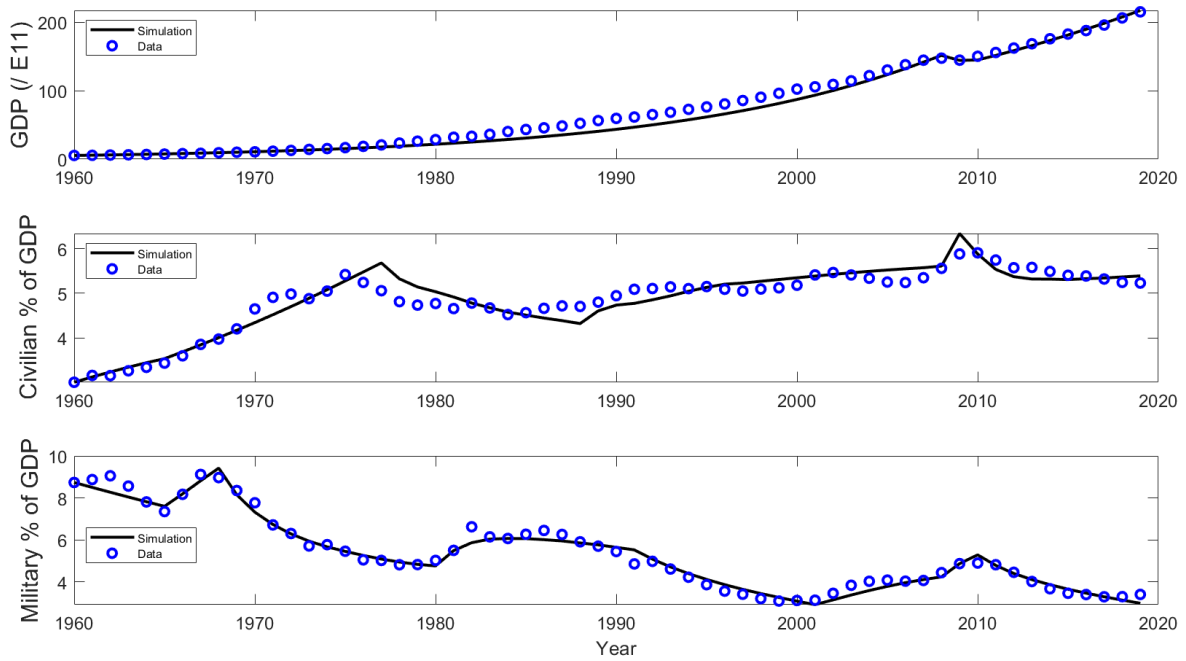 GDP (/ E11)
200
100
0
Simulation
Data
1960 1970 1980 1990 2000 2010 2020
Civilian % of GDP
6
5
4
Simulation
Data
1960 1970 1980 1990 2000 2010 2020
Military % of GDP
10
8
6
4
Simulation
Data
1960 1970 1980 1990 2000 2010 2020
Year